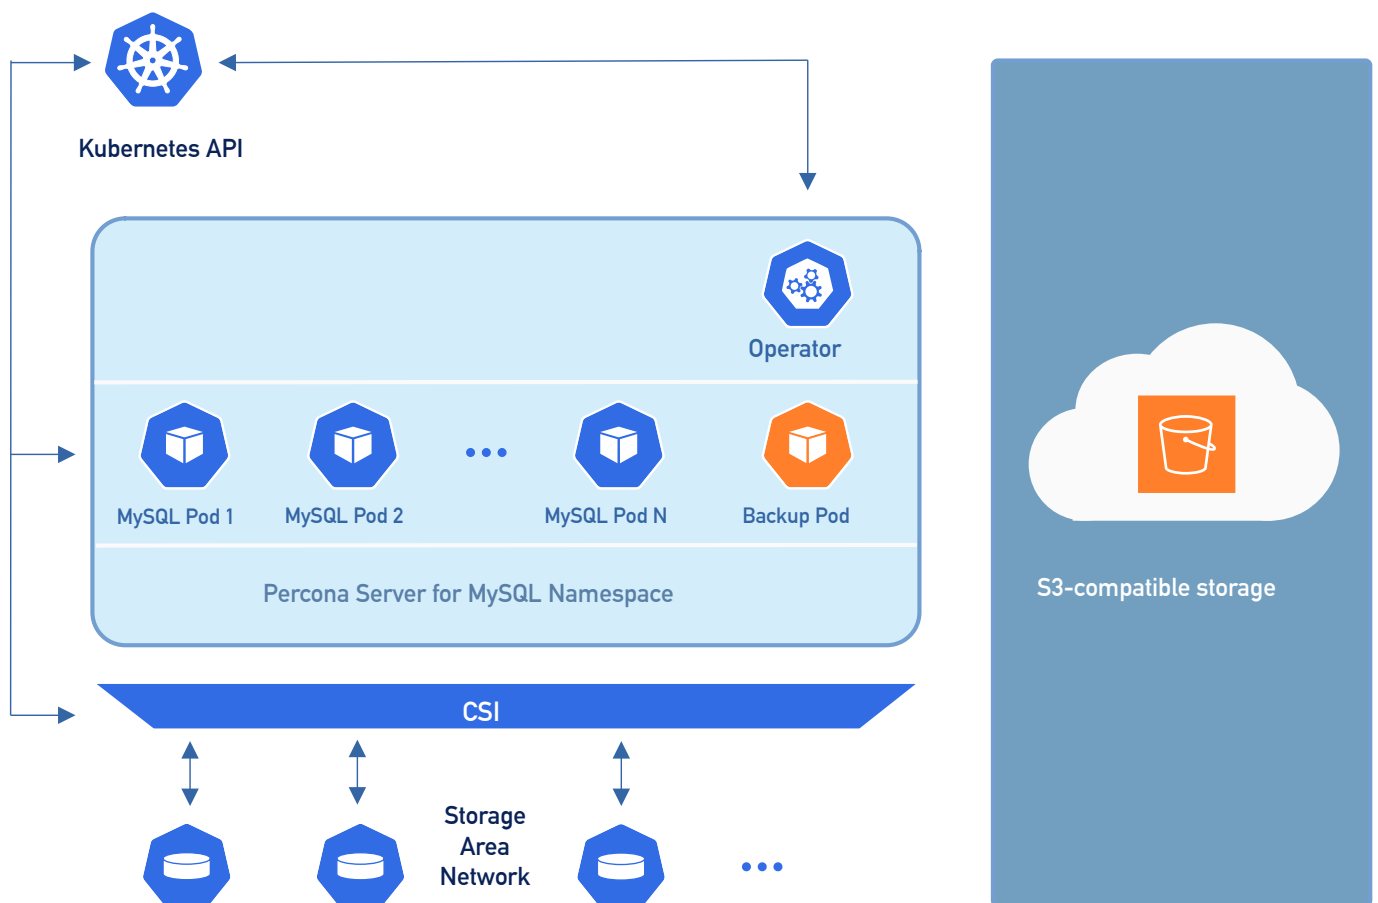 Kubernetes API
Operator
MySQL Pod 1
MySQL Pod 2
MySQL Pod N
Backup Pod
Percona Server for MySQL Namespace
S3-compatible storage
CSI
Storage
Area
Network